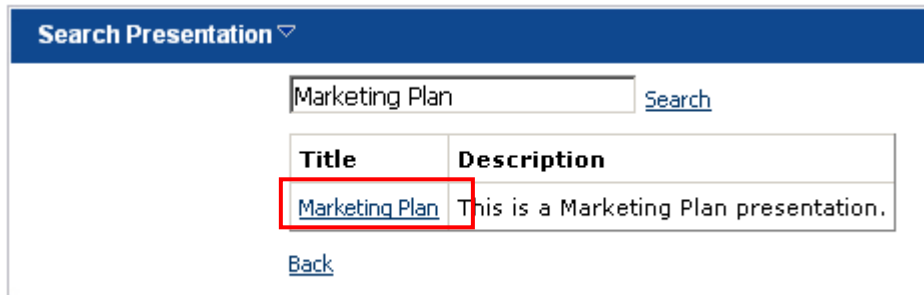 Search Presentation
Marketing Plan Search
Title Description
Marketing Plan This is a Marketing Plan presentation.
Back